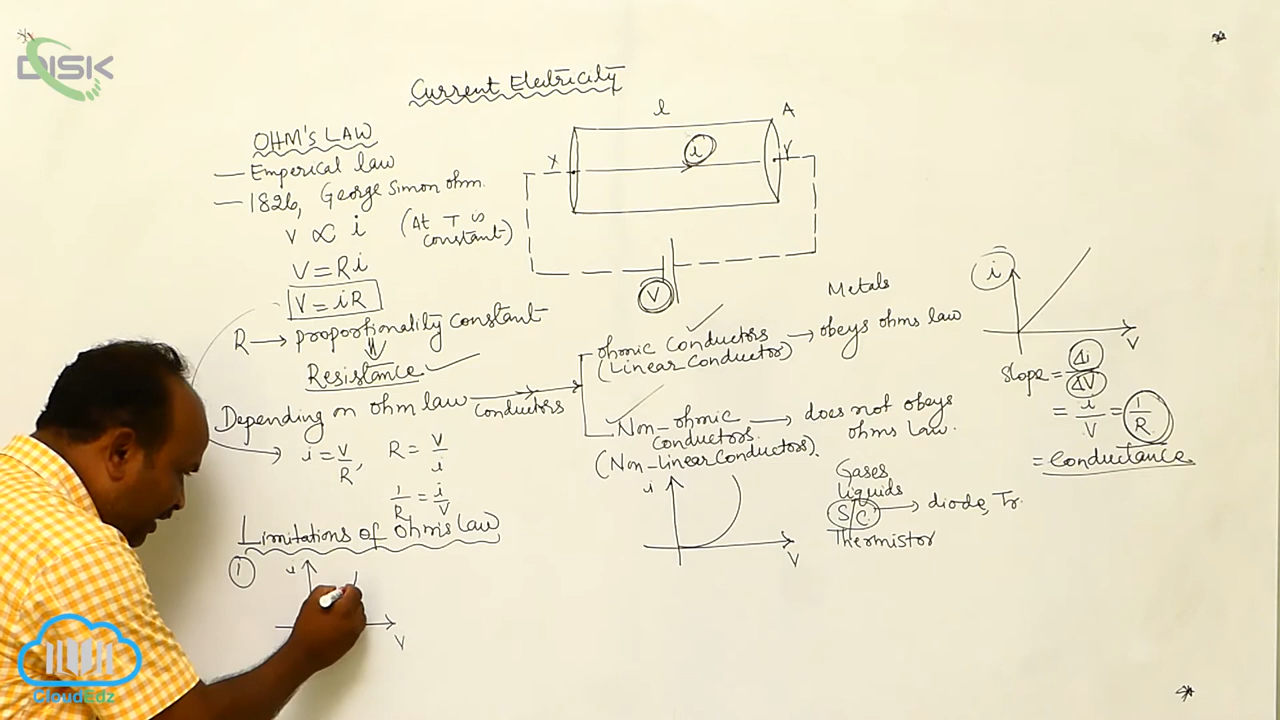 DISK
Current Electricity
OHM'S LAW
— Emperical law
— 1826, George Simon ohm.
V ∝ i (At T is constant)
V = Ri
V = iR
R → proportionality constant
⇓
Resistance
Depending on ohm law → conductors
i = V/R, R = V/i
1/R = i/V
Limitations of ohms law
①
i
V
l
A
X
i
Y
V
ohmic conductors → obeys ohms law
(Linear Conductor)
Metals
Non-ohmic conductors. → does not obeys ohms law.
(Non-Linear Conductors).
i
V
Gases
liquids
S/C → diode, Tr.
Thermistor
i
V
Slope = Δi/ΔV
= i/V = 1/R
= conductance
CloudEdz